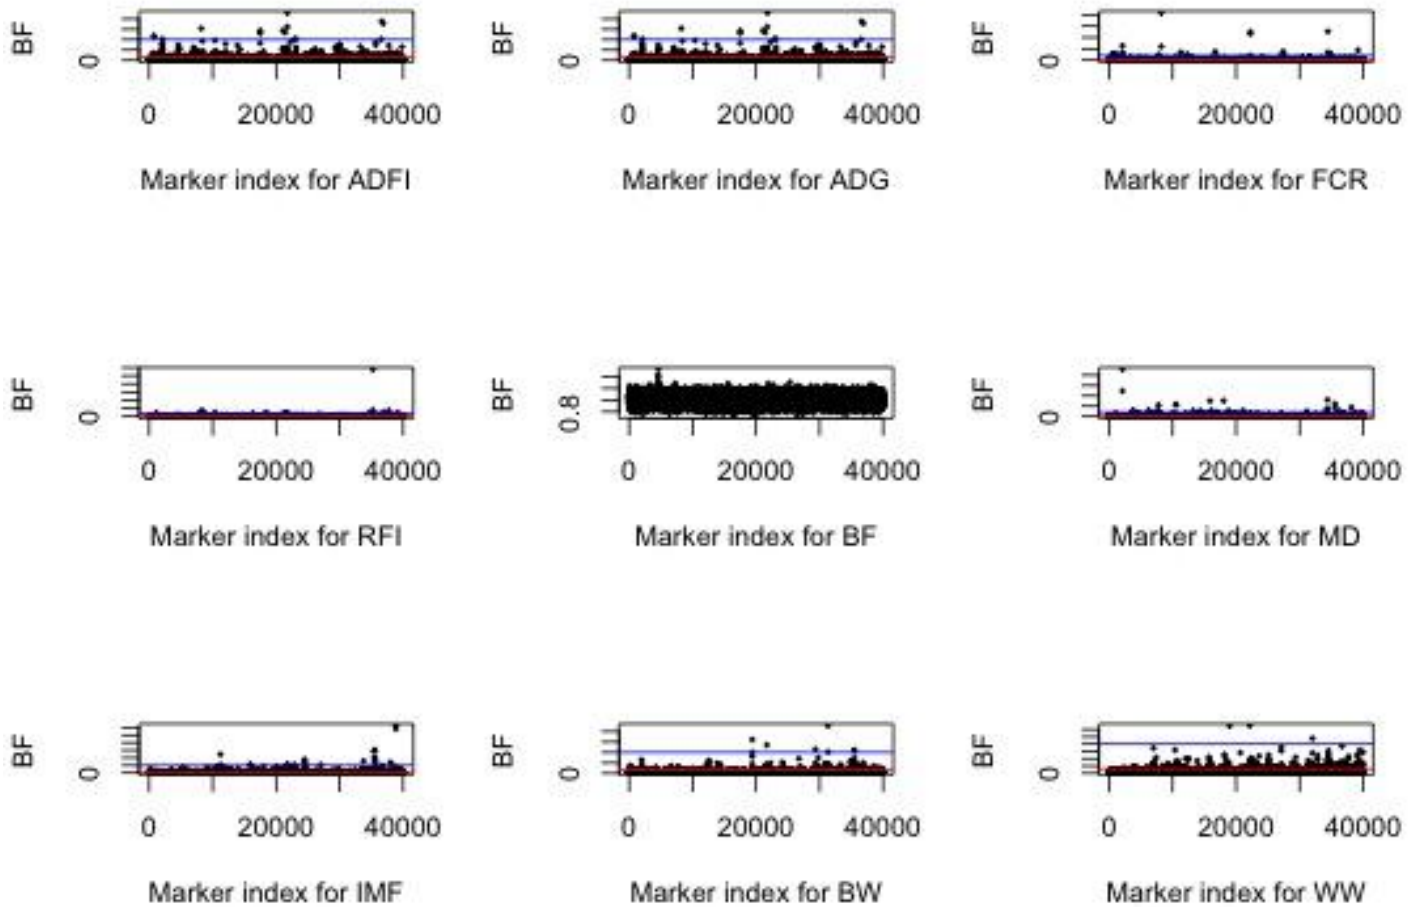 BF
0
0 20000 40000
Marker index for ADFI
BF
0
0 20000 40000
Marker index for ADG
BF
0
0 20000 40000
Marker index for FCR
BF
0
0 20000 40000
Marker index for RFI
BF
0.8
0 20000 40000
Marker index for BF
BF
0
0 20000 40000
Marker index for MD
BF
0
0 20000 40000
Marker index for IMF
BF
0
0 20000 40000
Marker index for BW
BF
0
0 20000 40000
Marker index for WW